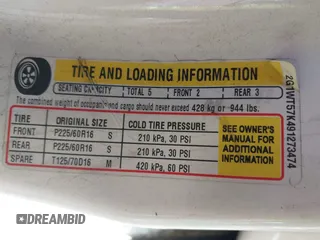 TIRE AND LOADING INFORMATION
SEATING CAPACITY TOTAL 5 FRONT 2 REAR 3
The combined weight of occupants and cargo should never exceed 428 kg or 944 lbs.
TIRE ORIGINAL SIZE COLD TIRE PRESSURE
FRONT P225/60R16 S 210 kPa, 30 PSI
REAR P225/60R16 S 210 kPa, 30 PSI
SPARE T125/70D16 M 420 kPa, 60 PSI
SEE OWNER'S
MANUAL FOR
ADDITIONAL
INFORMATION
2G1WT57K491273474
DREAMBID